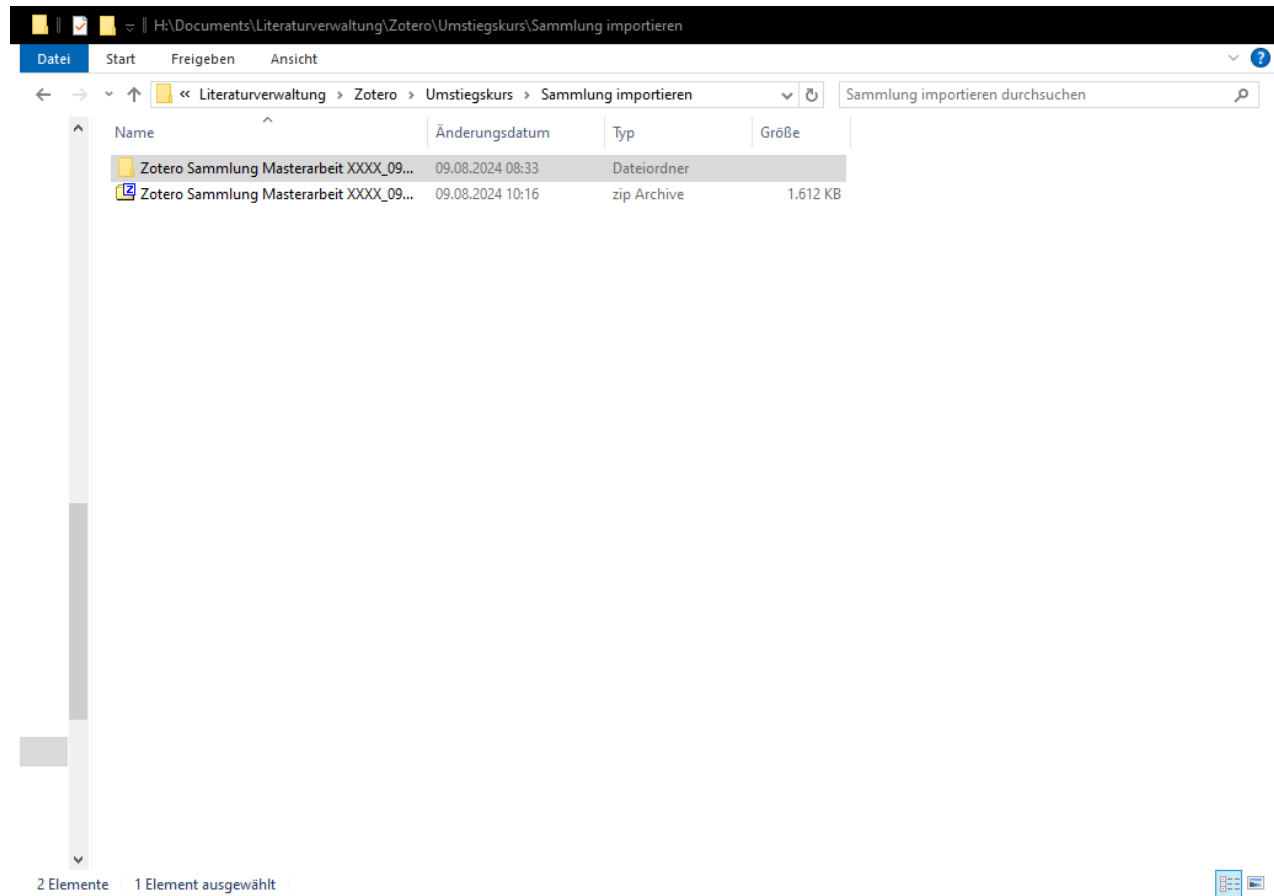 H:\Documents\Literaturverwaltung\Zotero\Umstiegskurs\Sammlung importieren
Datei Start Freigeben Ansicht
« Literaturverwaltung > Zotero > Umstiegskurs > Sammlung importieren Sammlung importieren durchsuchen
Name Änderungsdatum Typ Größe
Zotero Sammlung Masterarbeit XXXX_09... 09.08.2024 08:33 Dateiordner
Zotero Sammlung Masterarbeit XXXX_09... 09.08.2024 10:16 zip Archive 1.612 KB
2 Elemente 1 Element ausgewählt